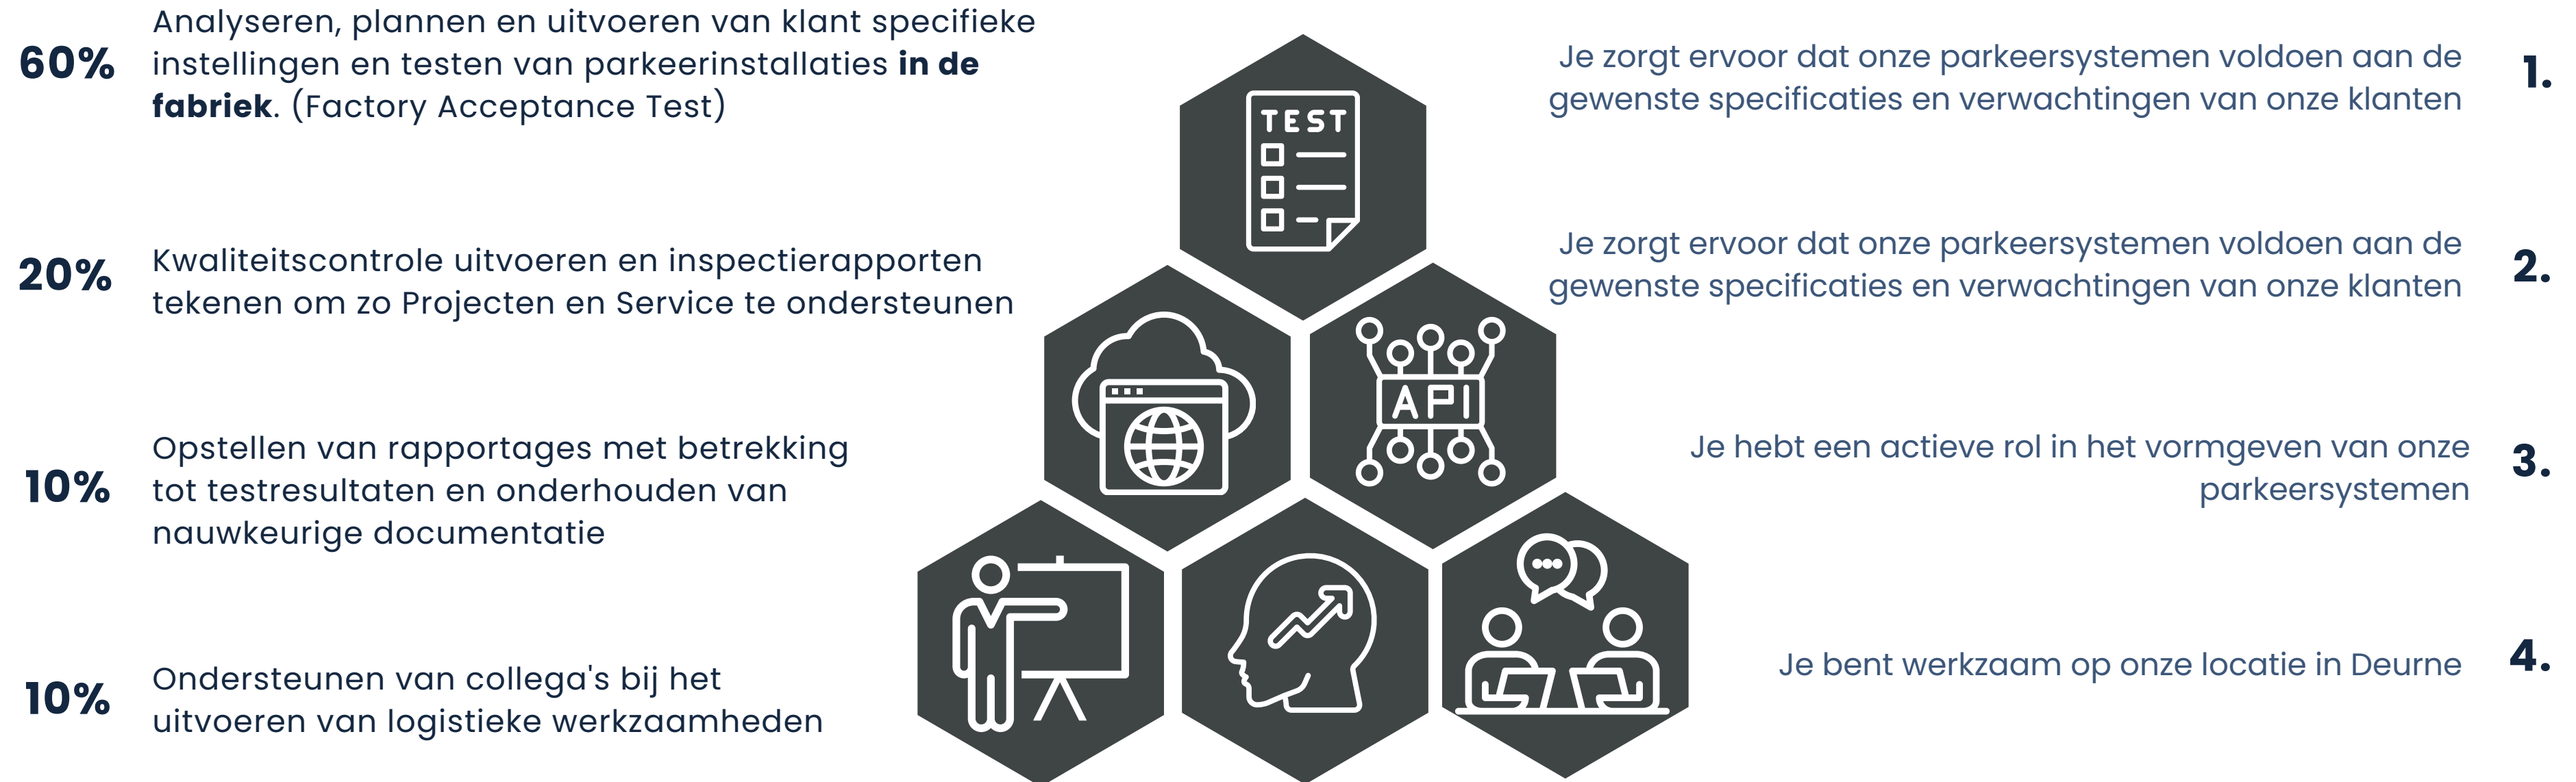 60%
Analyseren, plannen en uitvoeren van klant specifieke
instellingen en testen van parkeerinstallaties in de
fabriek. (Factory Acceptance Test)
20%
Kwaliteitscontrole uitvoeren en inspectierapporten
tekenen om zo Projecten en Service te ondersteunen
10%
Opstellen van rapportages met betrekking
tot testresultaten en onderhouden van
nauwkeurige documentatie
10%
Ondersteunen van collega's bij het
uitvoeren van logistieke werkzaamheden
TEST
API
Je zorgt ervoor dat onze parkeersystemen voldoen aan de
gewenste specificaties en verwachtingen van onze klanten
1.
Je zorgt ervoor dat onze parkeersystemen voldoen aan de
gewenste specificaties en verwachtingen van onze klanten
2.
Je hebt een actieve rol in het vormgeven van onze
parkeersystemen
3.
Je bent werkzaam op onze locatie in Deurne
4.